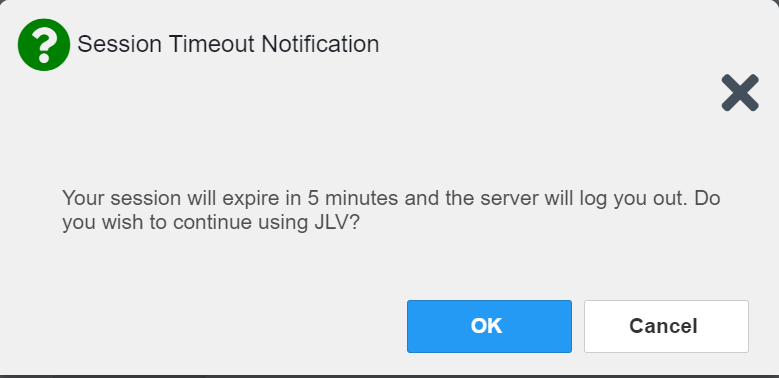 Session Timeout Notification
Your session will expire in 5 minutes and the server will log you out. Do
you wish to continue using JLV?
OK
Cancel